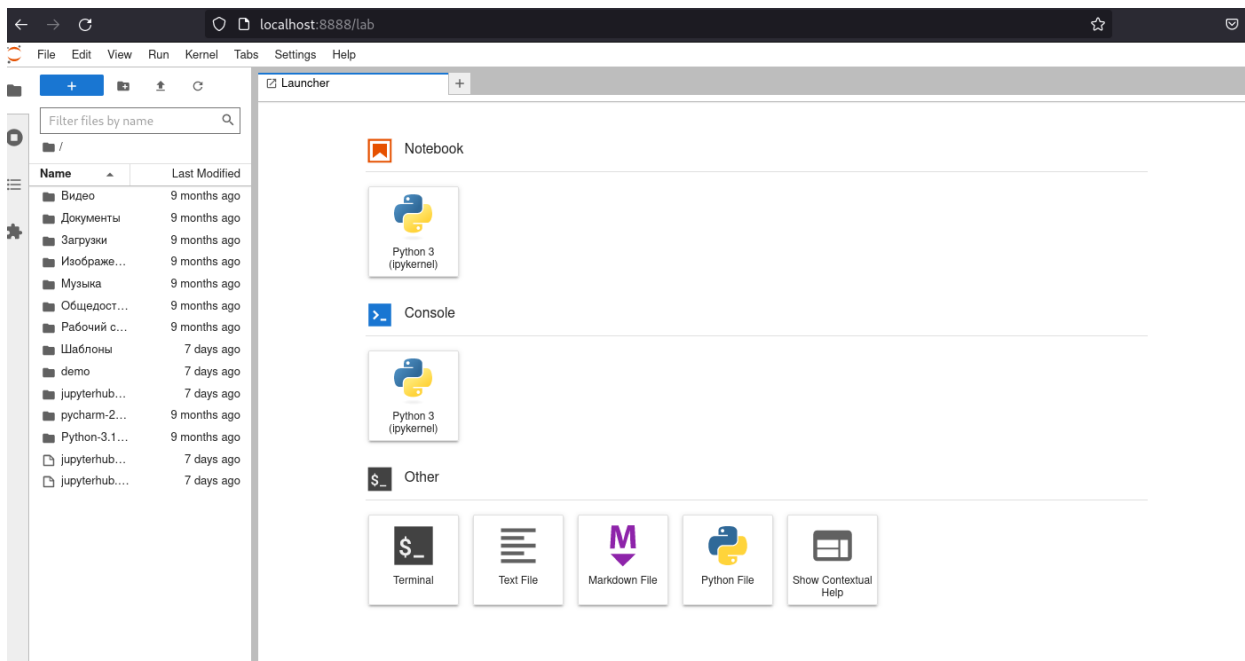 localhost:8888/lab
File Edit View Run Kernel Tabs Settings Help
Launcher
Filter files by name
/
Name Last Modified
Видео 9 months ago
Документы 9 months ago
Загрузки 9 months ago
Изображе... 9 months ago
Музыка 9 months ago
Общедост... 9 months ago
Рабочий с... 9 months ago
Шаблоны 7 days ago
demo 7 days ago
jupyterhub... 7 days ago
pycharm-2... 9 months ago
Python-3.1... 9 months ago
jupyterhub... 7 days ago
jupyterhub.... 7 days ago
Notebook
Python 3
(ipykernel)
Console
Python 3
(ipykernel)
$_ Other
$_
Terminal
Text File
Markdown File
Python File
Show Contextual
Help